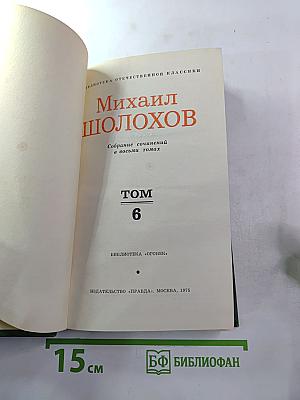 БИБЛИОТЕКА ОТЕЧЕСТВЕННОЙ КЛАССИКИ
Михаил
ШОЛОХОВ
Собрание сочинений
в восьми томах
ТОМ
6
БИБЛИОТЕКА «ОГОНЕК»
ИЗДАТЕЛЬСТВО «ПРАВДА». МОСКВА, 1975
15 см
БФ БИБЛИОФАН